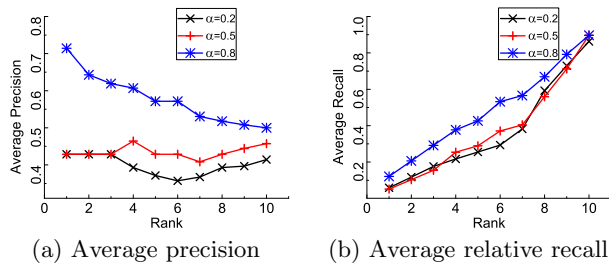 α=0.2
α=0.5
α=0.8
Average Precision
0.8
0.7
0.6
0.5
0.4
0 2 4 6 8 10
Rank
(a) Average precision
α=0.2
α=0.5
α=0.8
Average Recall
1.0
0.8
0.6
0.4
0.2
0 2 4 6 8 10
Rank
(b) Average relative recall